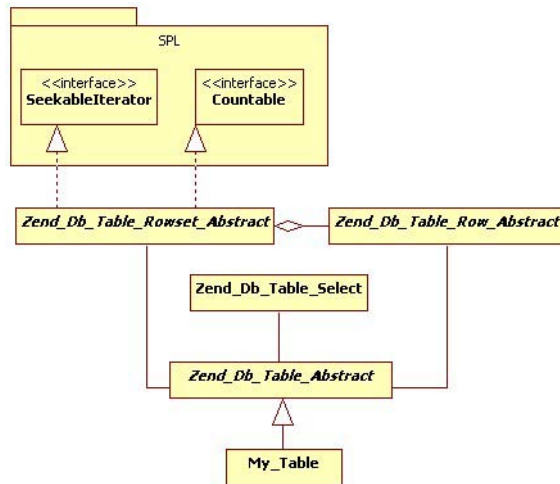 SPL
<<interface>>
SeekableIterator
<<interface>>
Countable
Zend_Db_Table_Rowset_Abstract
Zend_Db_Table_Row_Abstract
Zend_Db_Table_Select
Zend_Db_Table_Abstract
My_Table